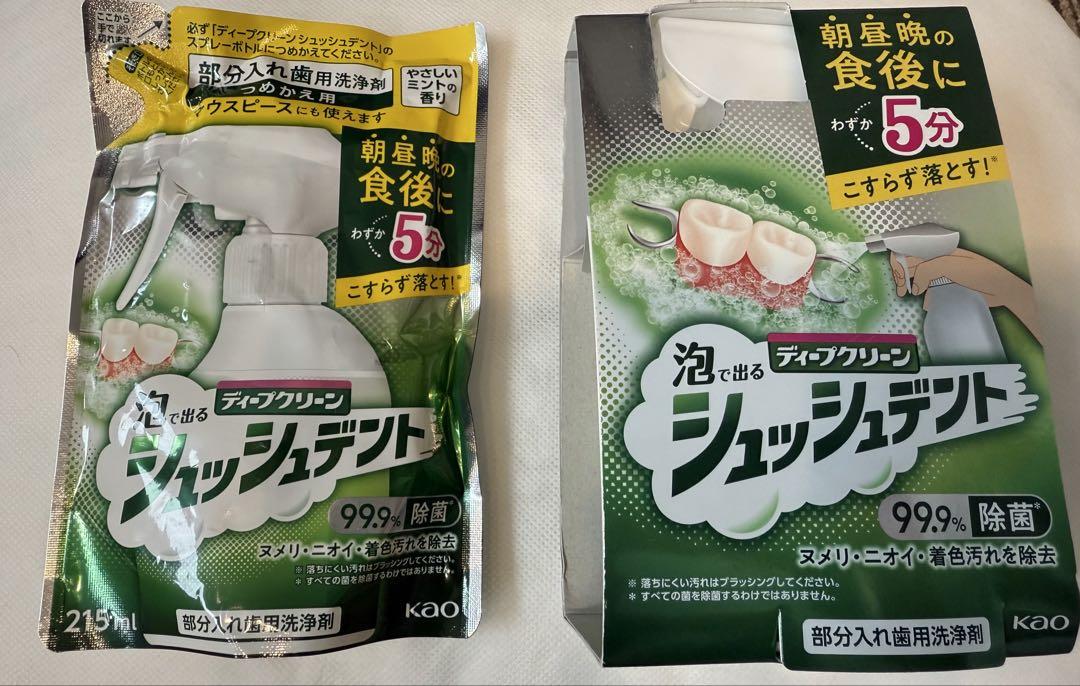 ここから
手で
切れます
必ず「ディープクリーン シュッシュデント」の
スプレーボトルにつめかえてください。
部分入れ歯用洗浄剤
つめかえ用
マウスピースにも使えます
やさしい
ミントの
香り
朝昼晩の
食後に
わずか
5分
こすらず落とす!※
泡で出る
ディープクリーン
シュッシュデント
99.9%
除菌*
ヌメリ・ニオイ・着色汚れを除去
※ 落ちにくい汚れはブラッシングしてください。
* すべての菌を除菌するわけではありません。
215ml
部分入れ歯用洗浄剤
Kao
朝昼晩の
食後に
わずか
5分
こすらず落とす!※
泡で出る
ディープクリーン
シュッシュデント
99.9%
除菌*
ヌメリ・ニオイ・着色汚れを除去
※ 落ちにくい汚れはブラッシングしてください。
* すべての菌を除菌するわけではありません。
部分入れ歯用洗浄剤
Kao